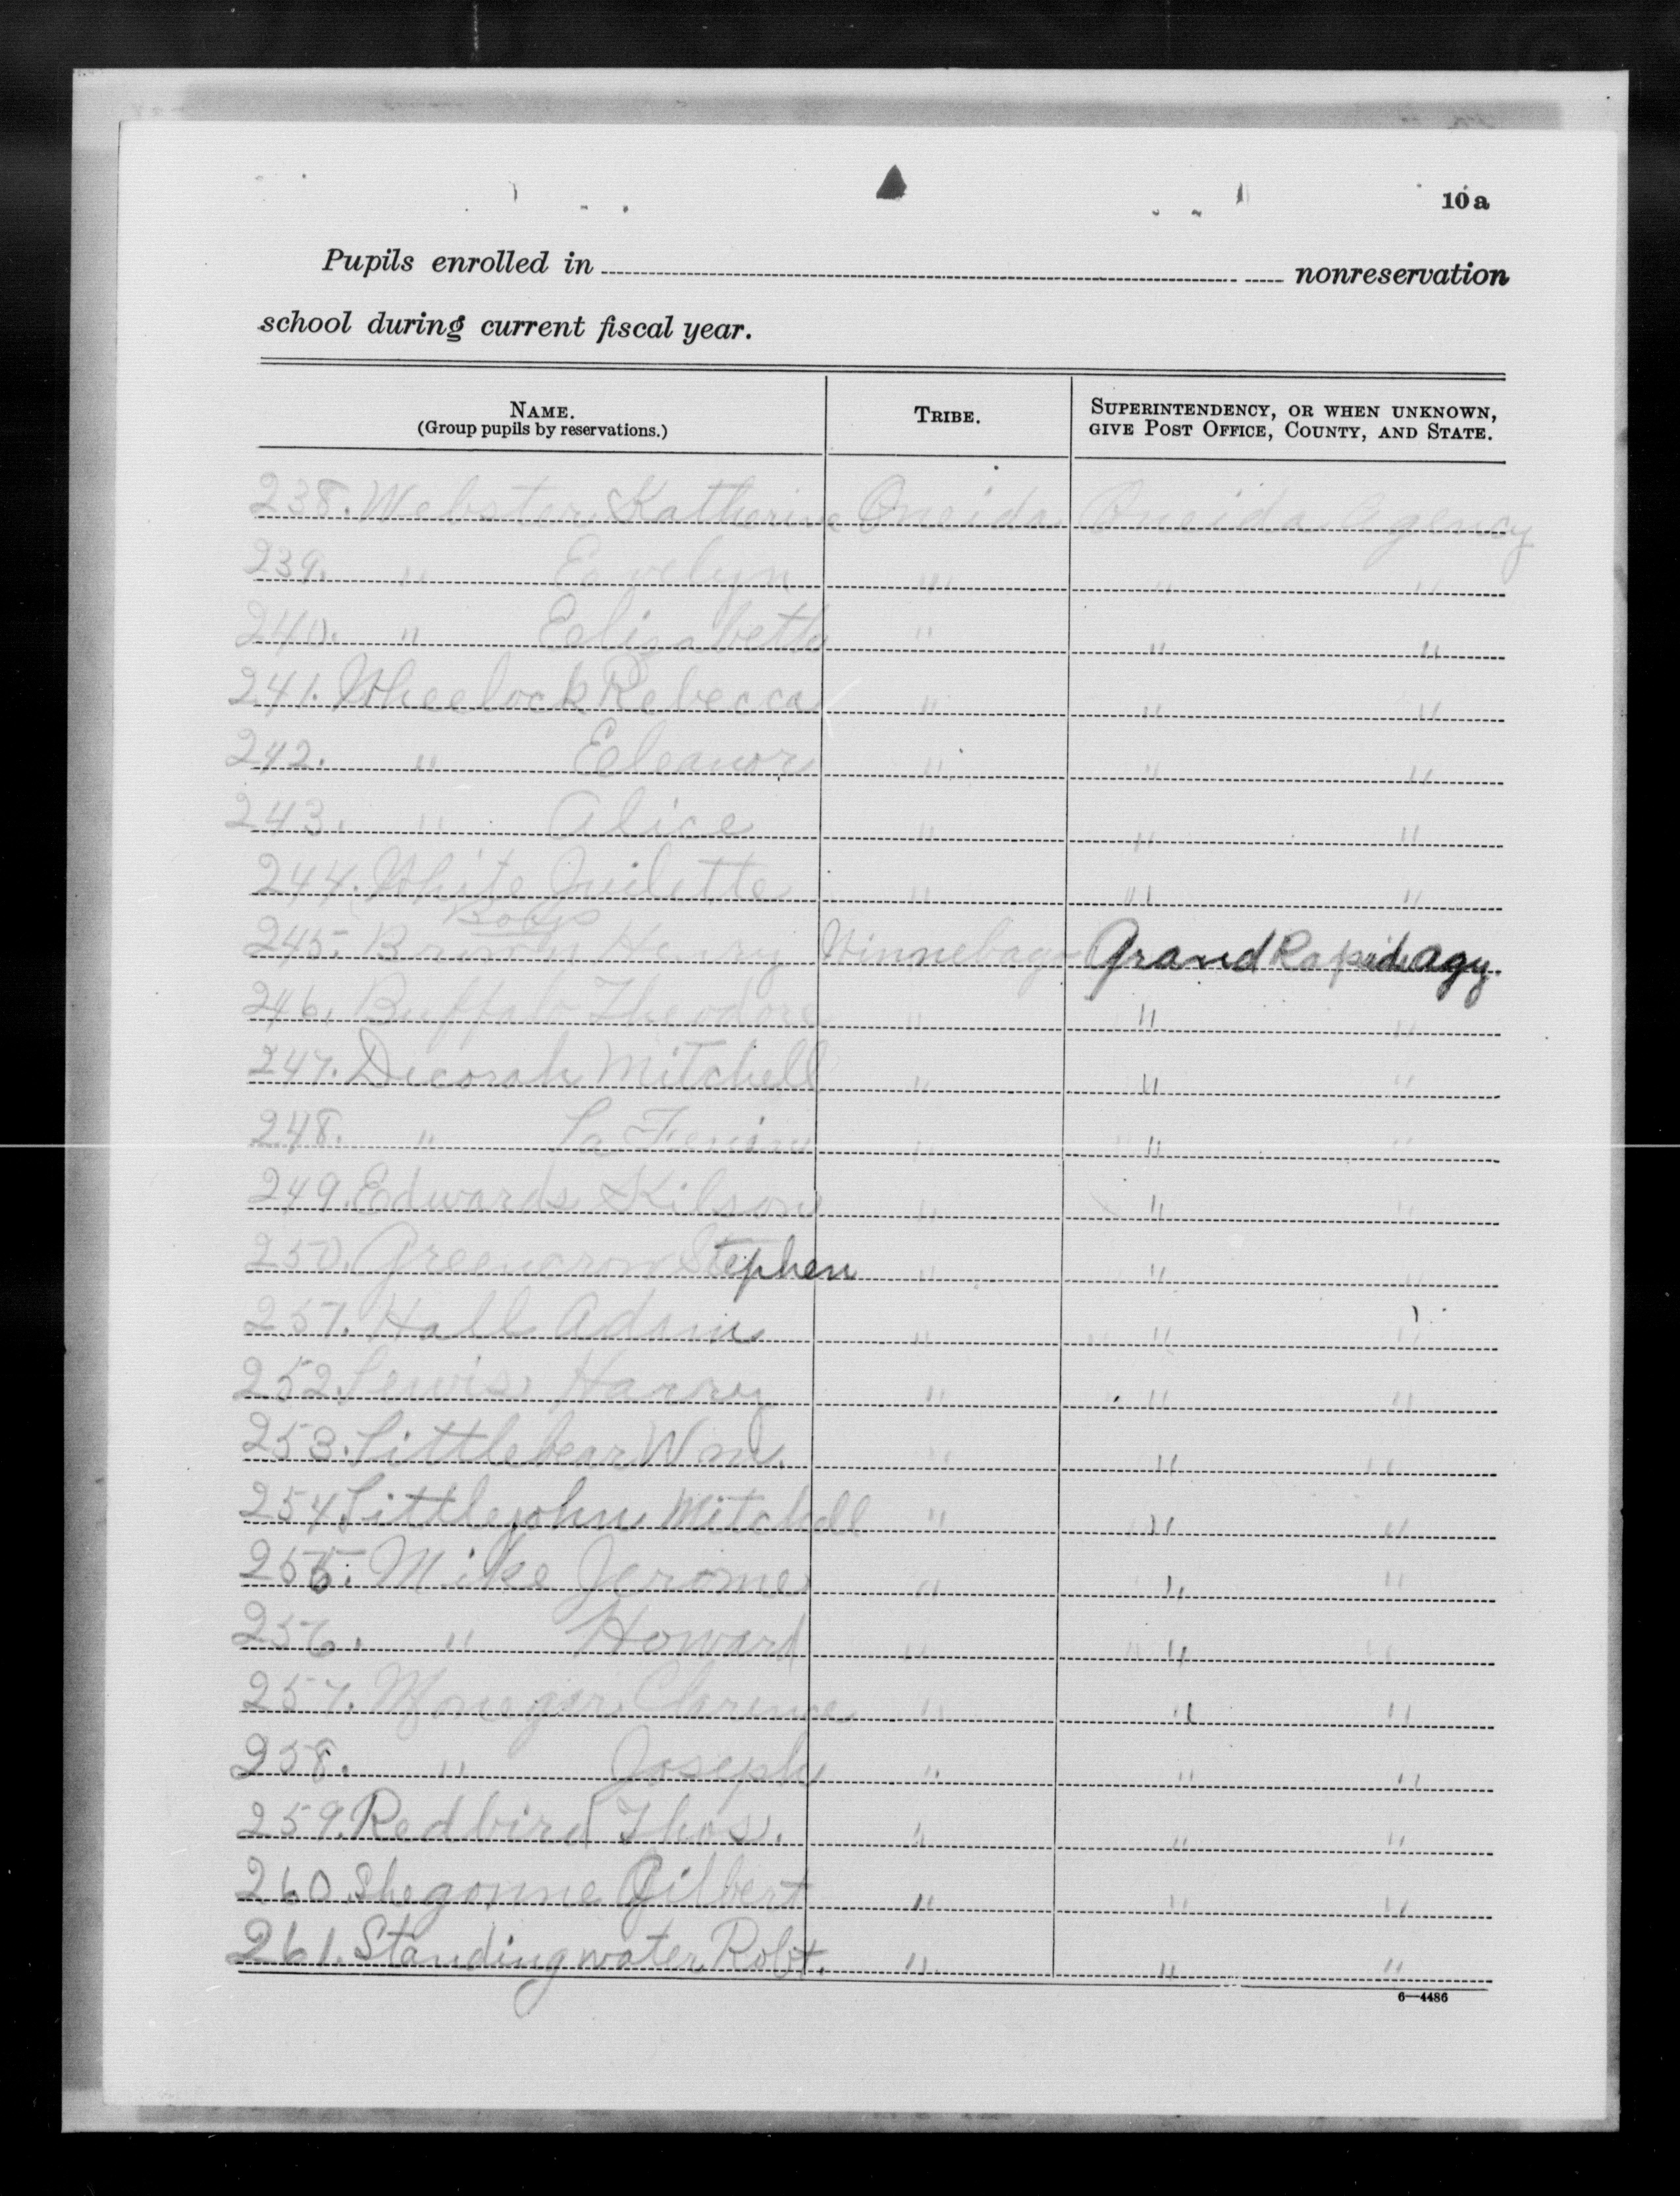 10a
Pupils enrolled in nonreservation
school during current fiscal year.
NAME. TRIBE. SUPERINTENDENCY, OR WHEN UNKNOWN,
(Group pupils by reservations.) GIVE POST OFFICE, COUNTY, AND STATE.
238. Webster Katherine Oneida Oneida Agency
239. " Evelyn " " "
240. " Elizabeth " " "
241. Wheelock Rebecca " " "
242. " Eleanor " " "
243. " Alice " " "
244. White Juilette " " "
Boys
245. Brown Henry Winnebago Grand Rapids Agy.
246. Buffalo Theodore " " "
247. Decorah Mitchell " " "
248. " La " " "
249. Edwards Kilson " " "
250. Greencrow Stephen " " "
251. Hall Adam " " "
252. Lewis Harry " " "
253. Littlebear Wm. " " "
254 Littlejohn Mitchell " " "
255. Mike Jerome " " "
256. " Howard " " "
257. Clarence " " "
258. " Joseph " " "
259. Redbird Thos. " " "
260. Shegonne Gilbert " " "
261. Standingwater Robt. " " "
6—4486